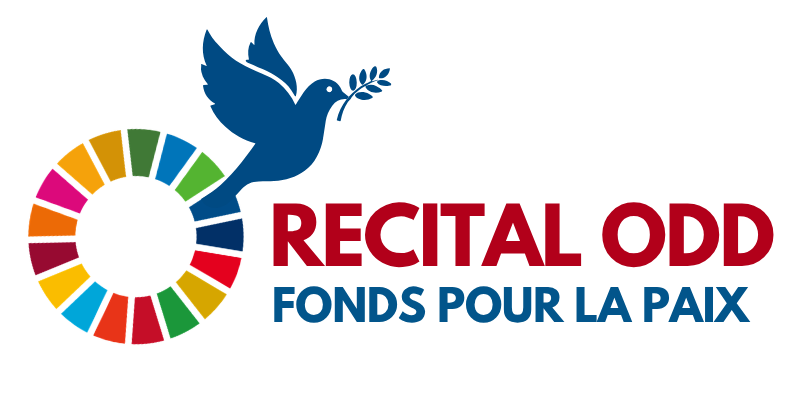 RECITAL ODD
FONDS POUR LA PAIX